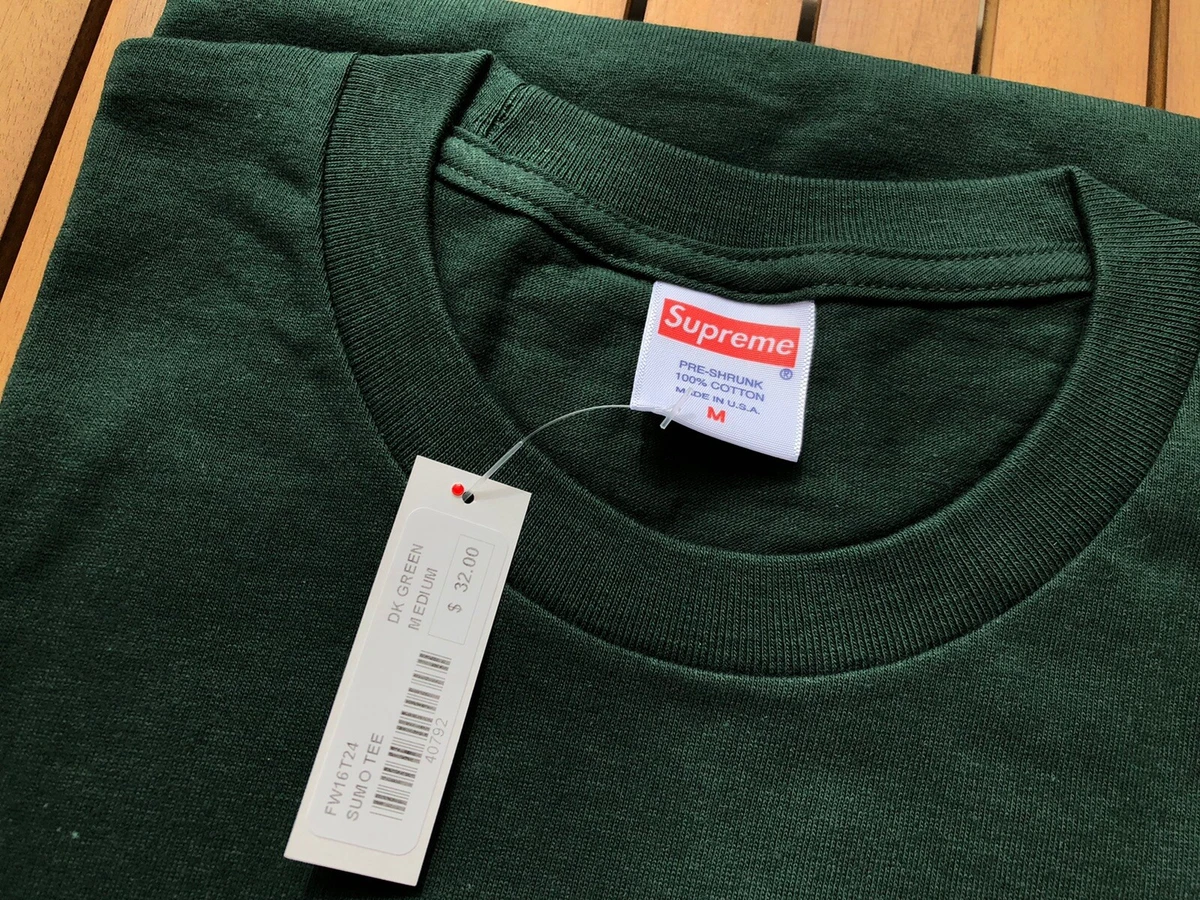 Supreme
®
PRE-SHRUNK
100% COTTON
MADE IN U.S.A.
M
DK GREEN
MEDIUM
$ 32.00
FW16T24
SUMO TEE
40792